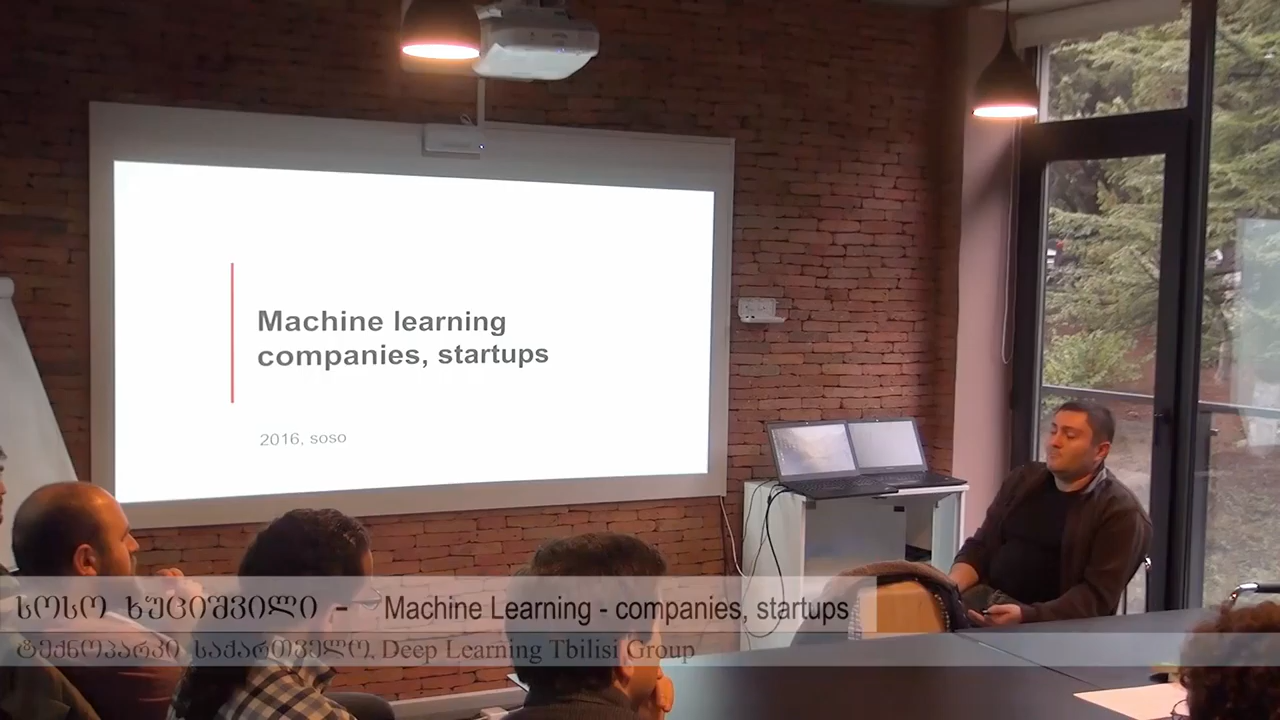 Machine learning
companies, startups
2016, soso
სოსო ხუციშვილი - Machine Learning - companies, startups
ტექნოპარკი საქართველო, Deep Learning Tbilisi Group